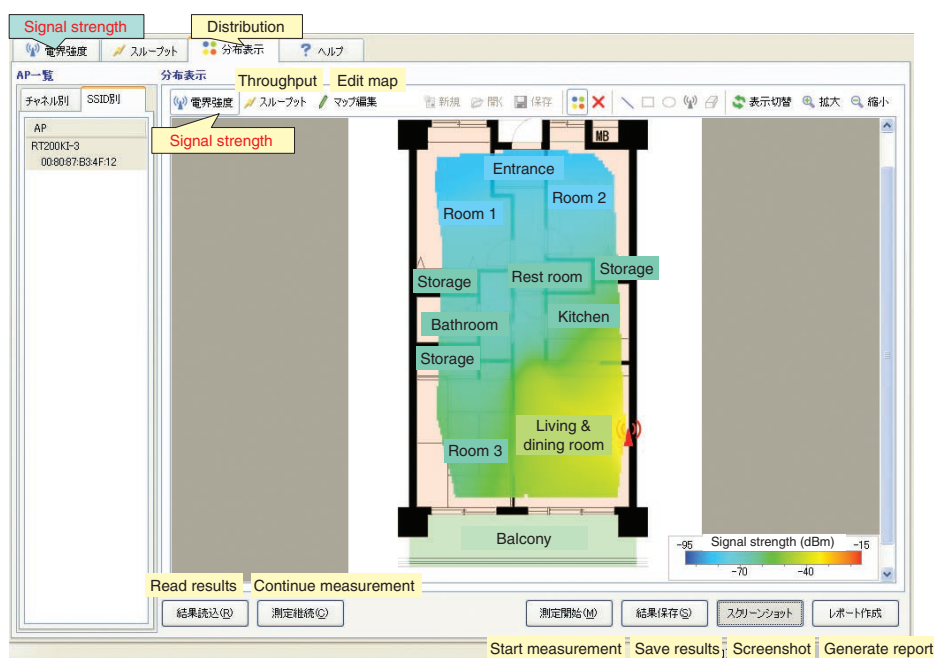 Signal strength
Distribution
電界強度
スループット
分布表示
ヘルプ
AP一覧
分布表示
Throughput
Edit map
チャネル別
SSID別
電界強度
スループット
マップ編集
新規
開く
保存
表示切替
拡大
縮小
Signal strength
AP
RT200KI-3
00:80:87:B3:4F:12
MB
Entrance
Room 1
Room 2
Storage
Rest room
Storage
Bathroom
Kitchen
Storage
Living &
dining room
Room 3
Balcony
Signal strength (dBm)
-95
-15
-70
-40
Read results
Continue measurement
結果読込(R)
測定継続(C)
測定開始(M)
結果保存(S)
スクリーンショット
レポート作成
Start measurement
Save results
Screenshot
Generate report